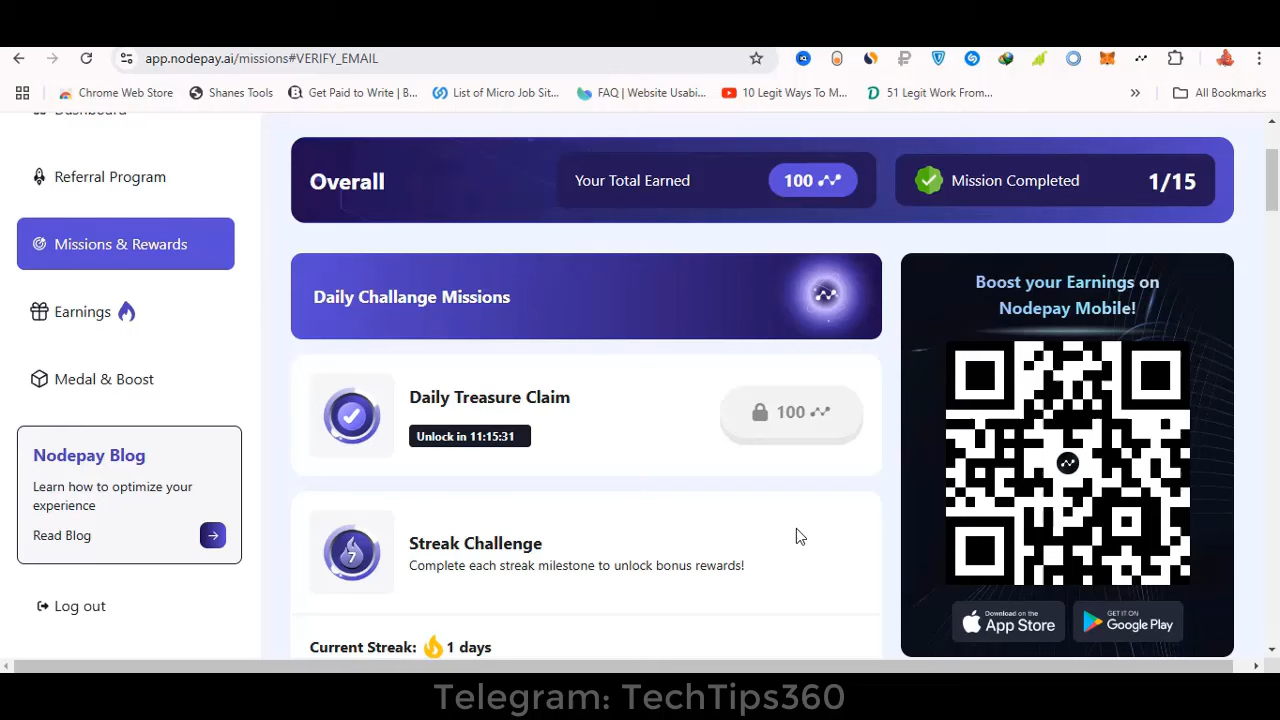 app.nodepay.ai/missions#VERIFY_EMAIL
Chrome Web Store
Shanes Tools
Get Paid to Write | B...
List of Micro Job Sit...
FAQ | Website Usabi...
10 Legit Ways To M...
51 Legit Work From...
»
All Bookmarks
Dashboard
Referral Program
Missions & Rewards
Earnings
Medal & Boost
Nodepay Blog
Learn how to optimize your
experience
Read Blog
Log out
Overall
Your Total Earned
100
Mission Completed
1/15
Daily Challange Missions
Daily Treasure Claim
Unlock in 11:15:31
100
7
Streak Challenge
Complete each streak milestone to unlock bonus rewards!
Current Streak: 1 days
Boost your Earnings on
Nodepay Mobile!
Download on the
App Store
GET IT ON
Google Play
Telegram: TechTips360